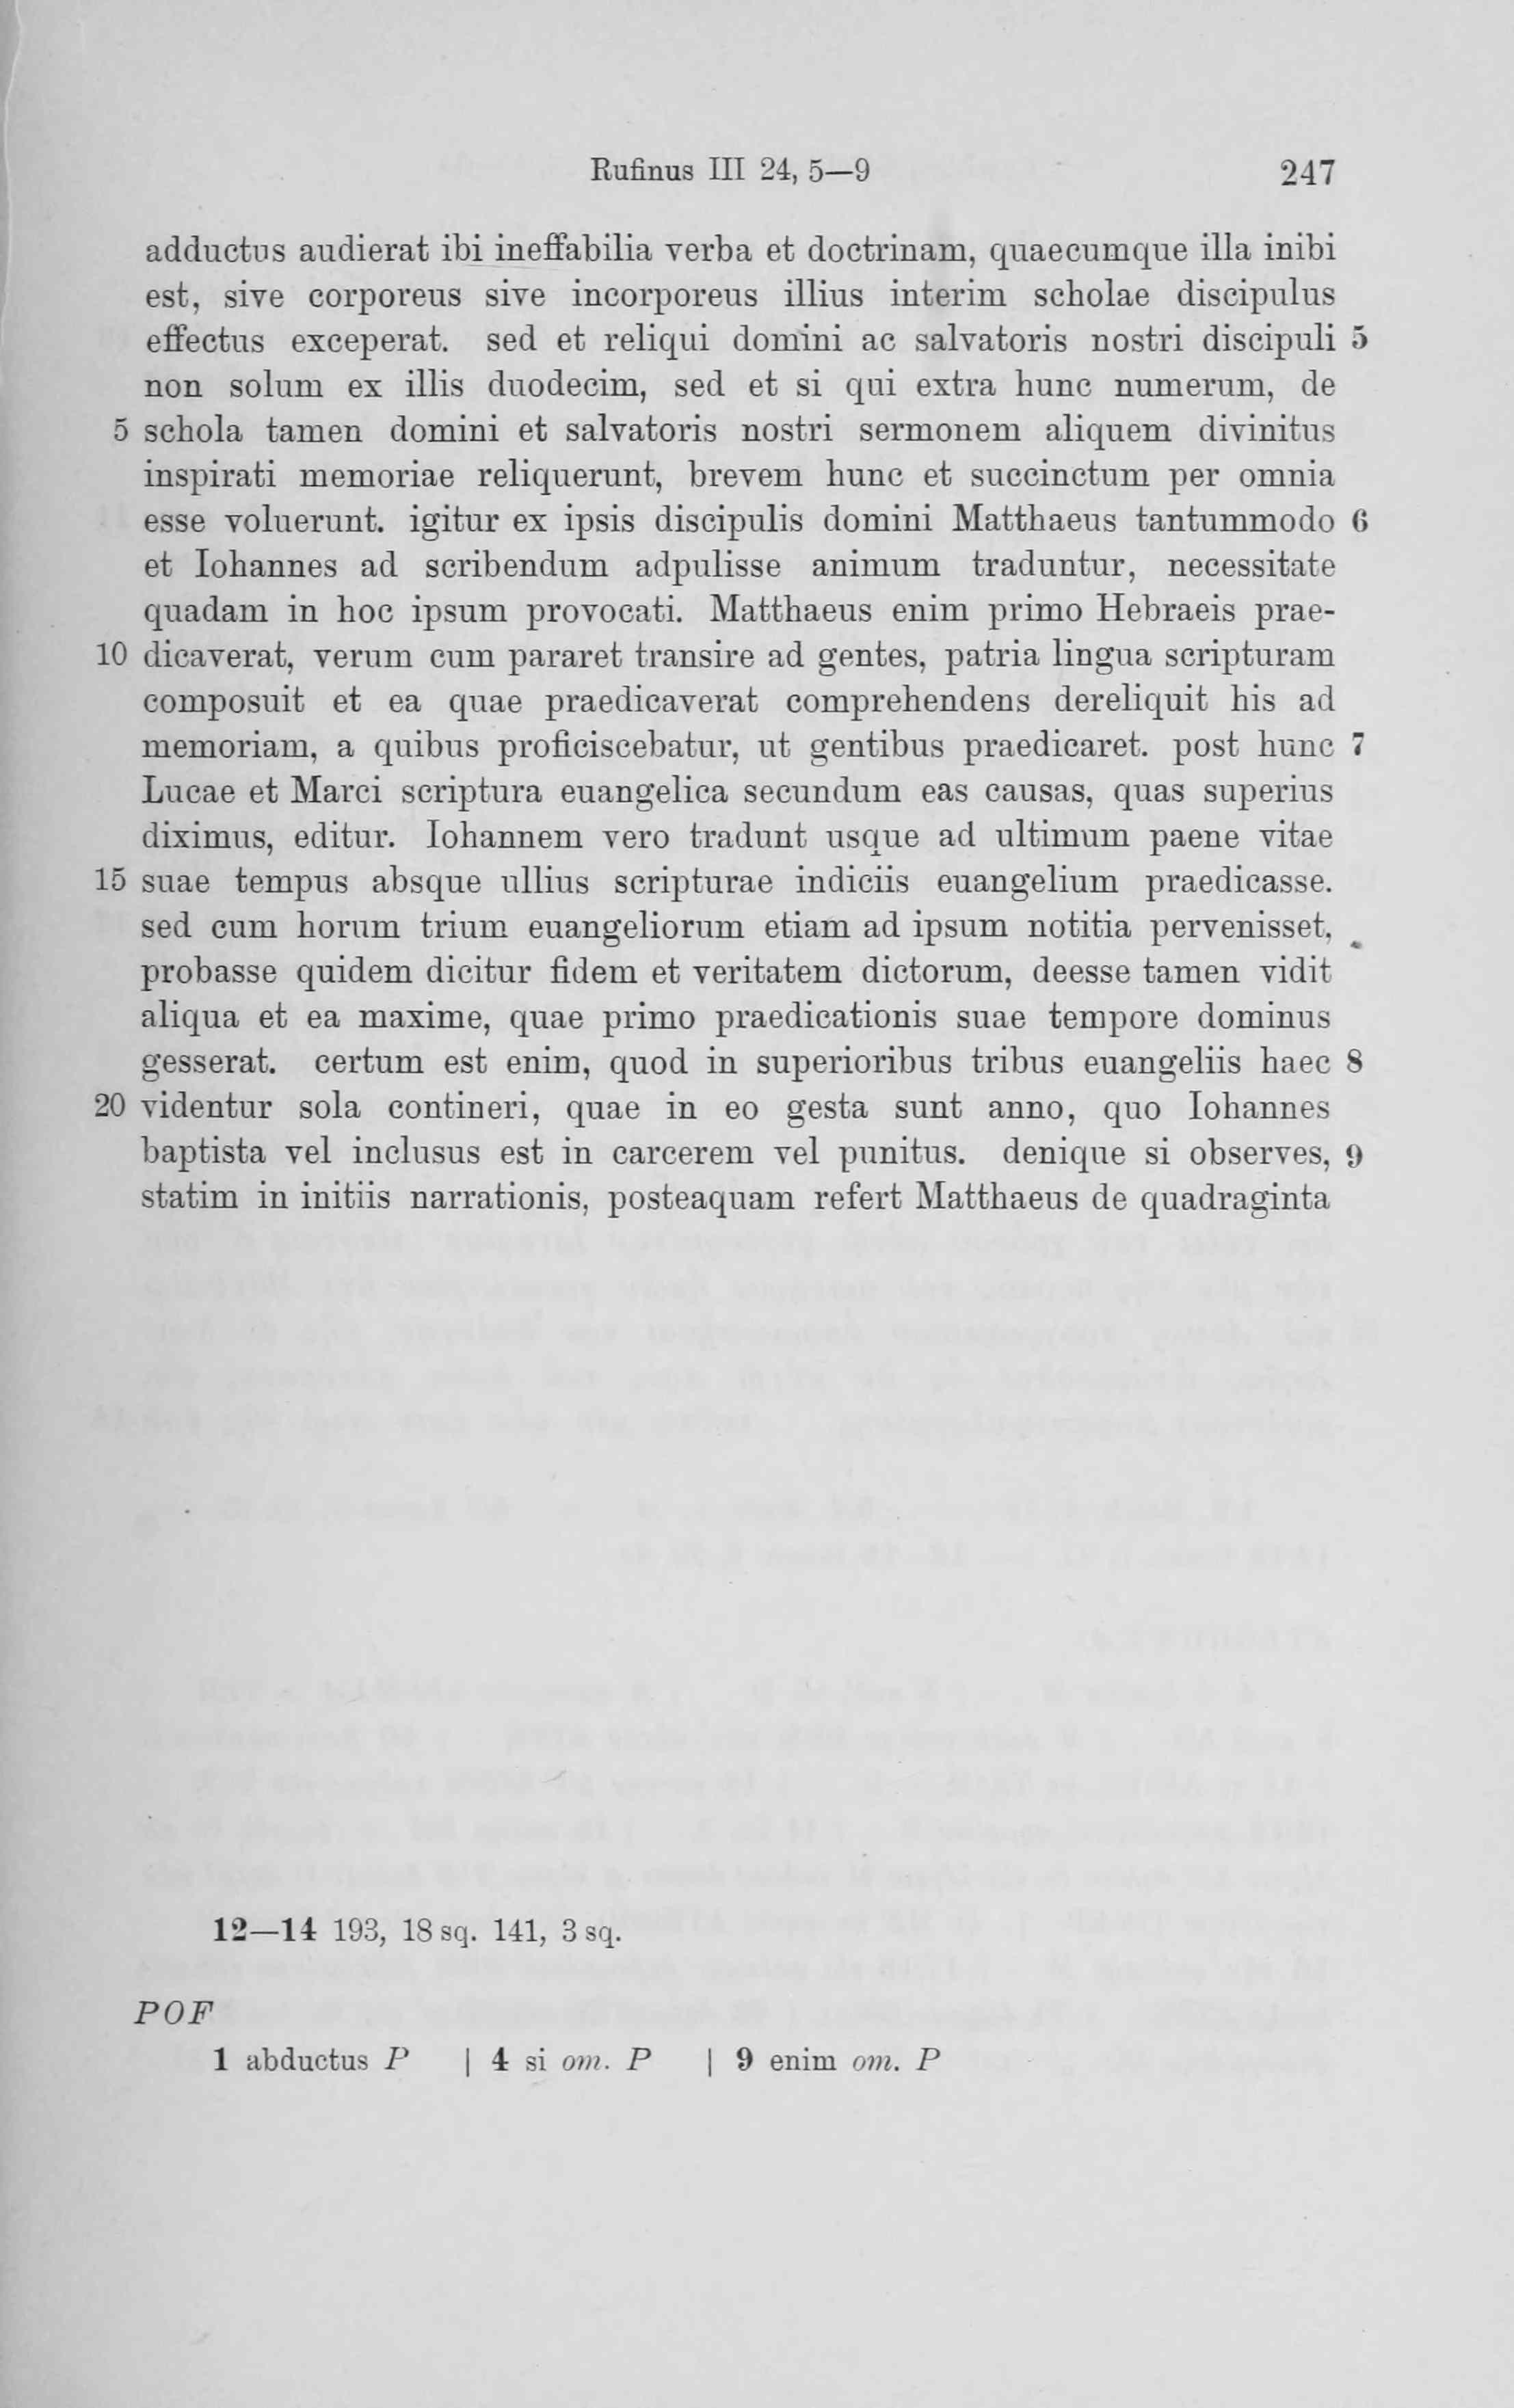 Rufinus III 24, 5—9 247
adductus audierat ibi ineffabilia verba et doctrinam, quaecumque illa inibi
est, sive corporeus sive incorporeus illius interim scholae discipulus
effectus exceperat. sed et reliqui domini ac salvatoris nostri discipuli 5
non solum ex illis duodecim, sed et si qui extra hunc numerum, de
5 schola tamen domini et salvatoris nostri sermonem aliquem divinitus
inspirati memoriae reliquerunt, brevem hunc et succinctum per omnia
esse voluerunt. igitur ex ipsis discipulis domini Matthaeus tantummodo 6
et Iohannes ad scribendum adpulisse animum traduntur, necessitate
quadam in hoc ipsum provocati. Matthaeus enim primo Hebraeis prae-
10 dicaverat, verum cum pararet transire ad gentes, patria lingua scripturam
composuit et ea quae praedicaverat comprehendens dereliquit his ad
memoriam, a quibus proficiscebatur, ut gentibus praedicaret. post hunc 7
Lucae et Marci scriptura euangelica secundum eas causas, quas superius
diximus, editur. Iohannem vero tradunt usque ad ultimum paene vitae
15 suae tempus absque ullius scripturae indiciis euangelium praedicasse.
sed cum horum trium euangeliorum etiam ad ipsum notitia pervenisset,
probasse quidem dicitur fidem et veritatem dictorum, deesse tamen vidit
aliqua et ea maxime, quae primo praedicationis suae tempore dominus
gesserat. certum est enim, quod in superioribus tribus euangeliis haec 8
20 videntur sola contineri, quae in eo gesta sunt anno, quo Iohannes
baptista vel inclusus est in carcerem vel punitus. denique si observes, 9
statim in initiis narrationis, posteaquam refert Matthaeus de quadraginta
12—14 193, 18 sq. 141, 3 sq.
POF
1 abductus P | 4 si om. P | 9 enim om. P